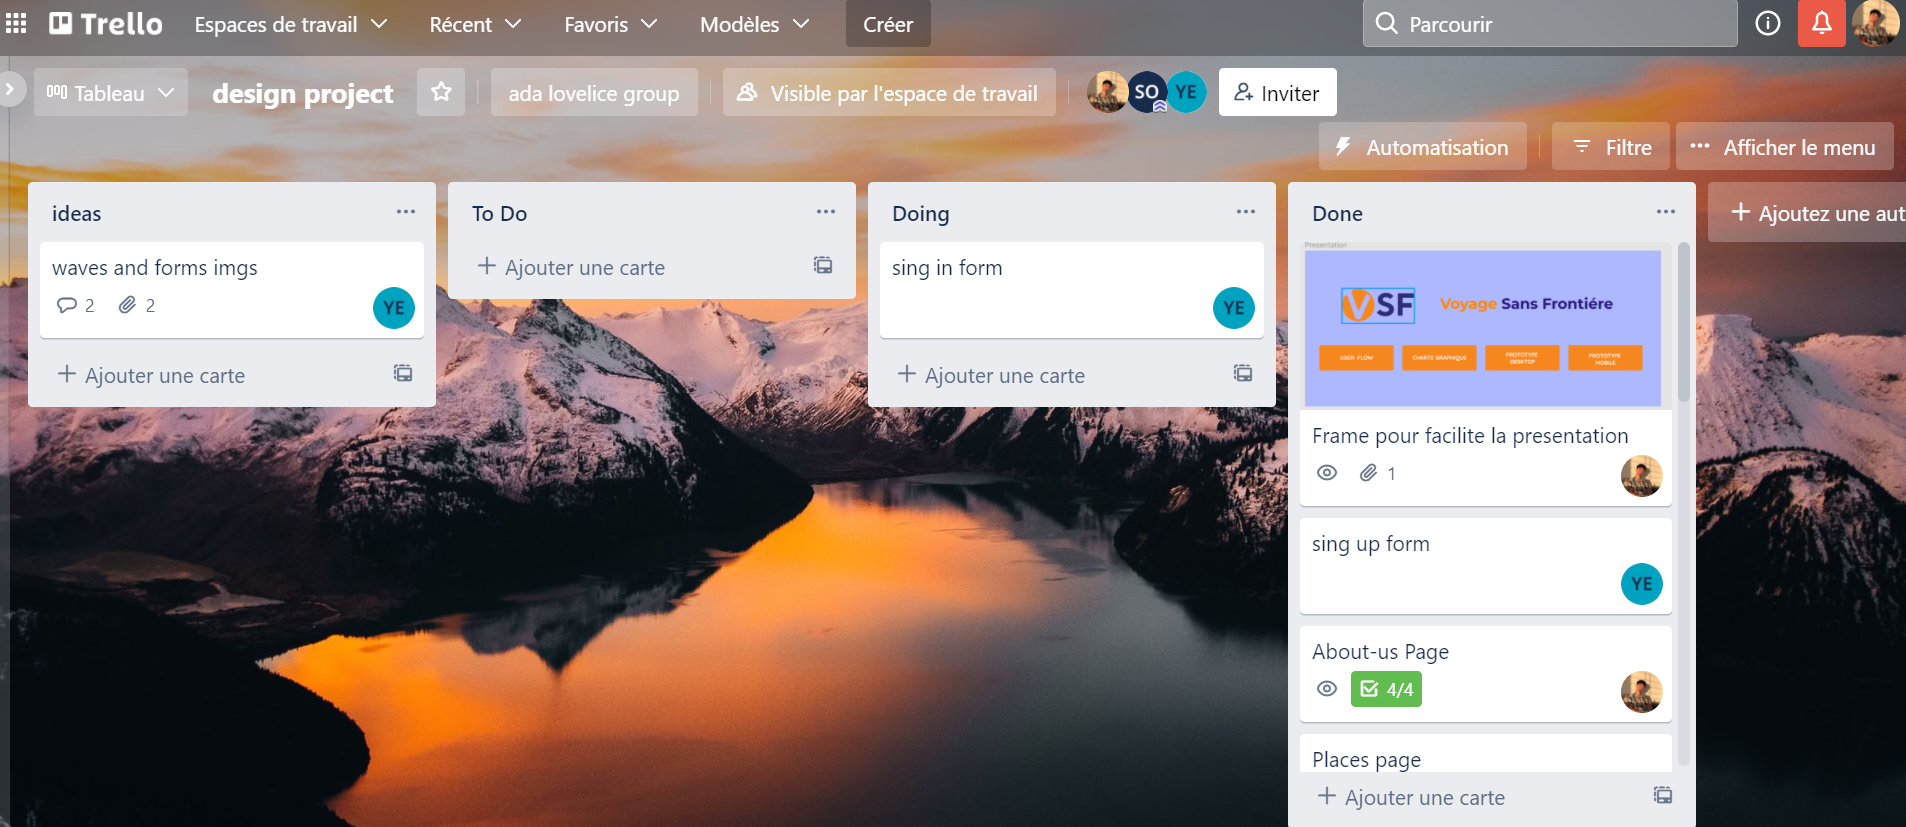 Trello Espaces de travail Récent Favoris Modèles Créer Parcourir
Tableau design project ada lovelice group Visible par l'espace de travail SO YE Inviter
Automatisation Filtre Afficher le menu
ideas
waves and forms imgs
2 2 YE
Ajouter une carte
To Do
Ajouter une carte
Doing
sing in form
YE
Ajouter une carte
Done
Presentation
VSF Voyage Sans Frontiére
USER FLOW CHARTE GRAPHIQUE PROTOTYPE DESKTOP PROTOTYPE MOBILE
Frame pour facilite la presentation
1
sing up form
YE
About-us Page
4/4
Places page
Ajouter une carte
Ajoutez une aut